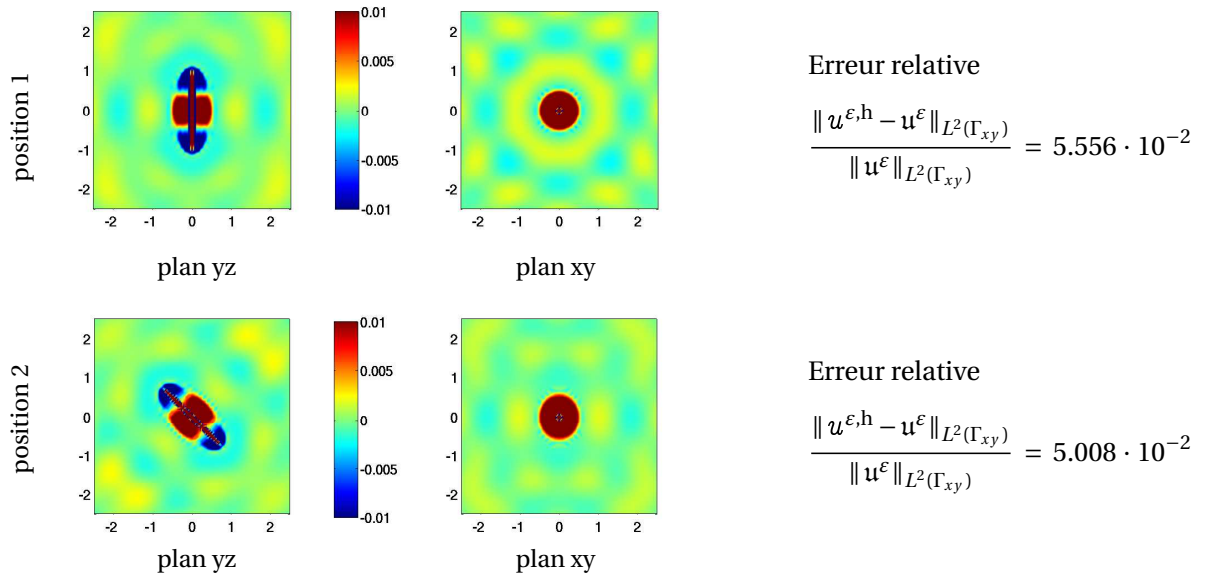 position 1
2
1
0
-1
-2
-2 -1 0 1 2
plan yz
0.01
0.005
0
-0.005
-0.01
2
1
0
-1
-2
-2 -1 0 1 2
plan xy
Erreur relative
‖ u^{ε,h} − 𝔲^ε ‖_{L²(Γ_{xy})} / ‖ 𝔲^ε ‖_{L²(Γ_{xy})} = 5.556 · 10^{−2}
position 2
2
1
0
-1
-2
-2 -1 0 1 2
plan yz
0.01
0.005
0
-0.005
-0.01
2
1
0
-1
-2
-2 -1 0 1 2
plan xy
Erreur relative
‖ u^{ε,h} − 𝔲^ε ‖_{L²(Γ_{xy})} / ‖ 𝔲^ε ‖_{L²(Γ_{xy})} = 5.008 · 10^{−2}